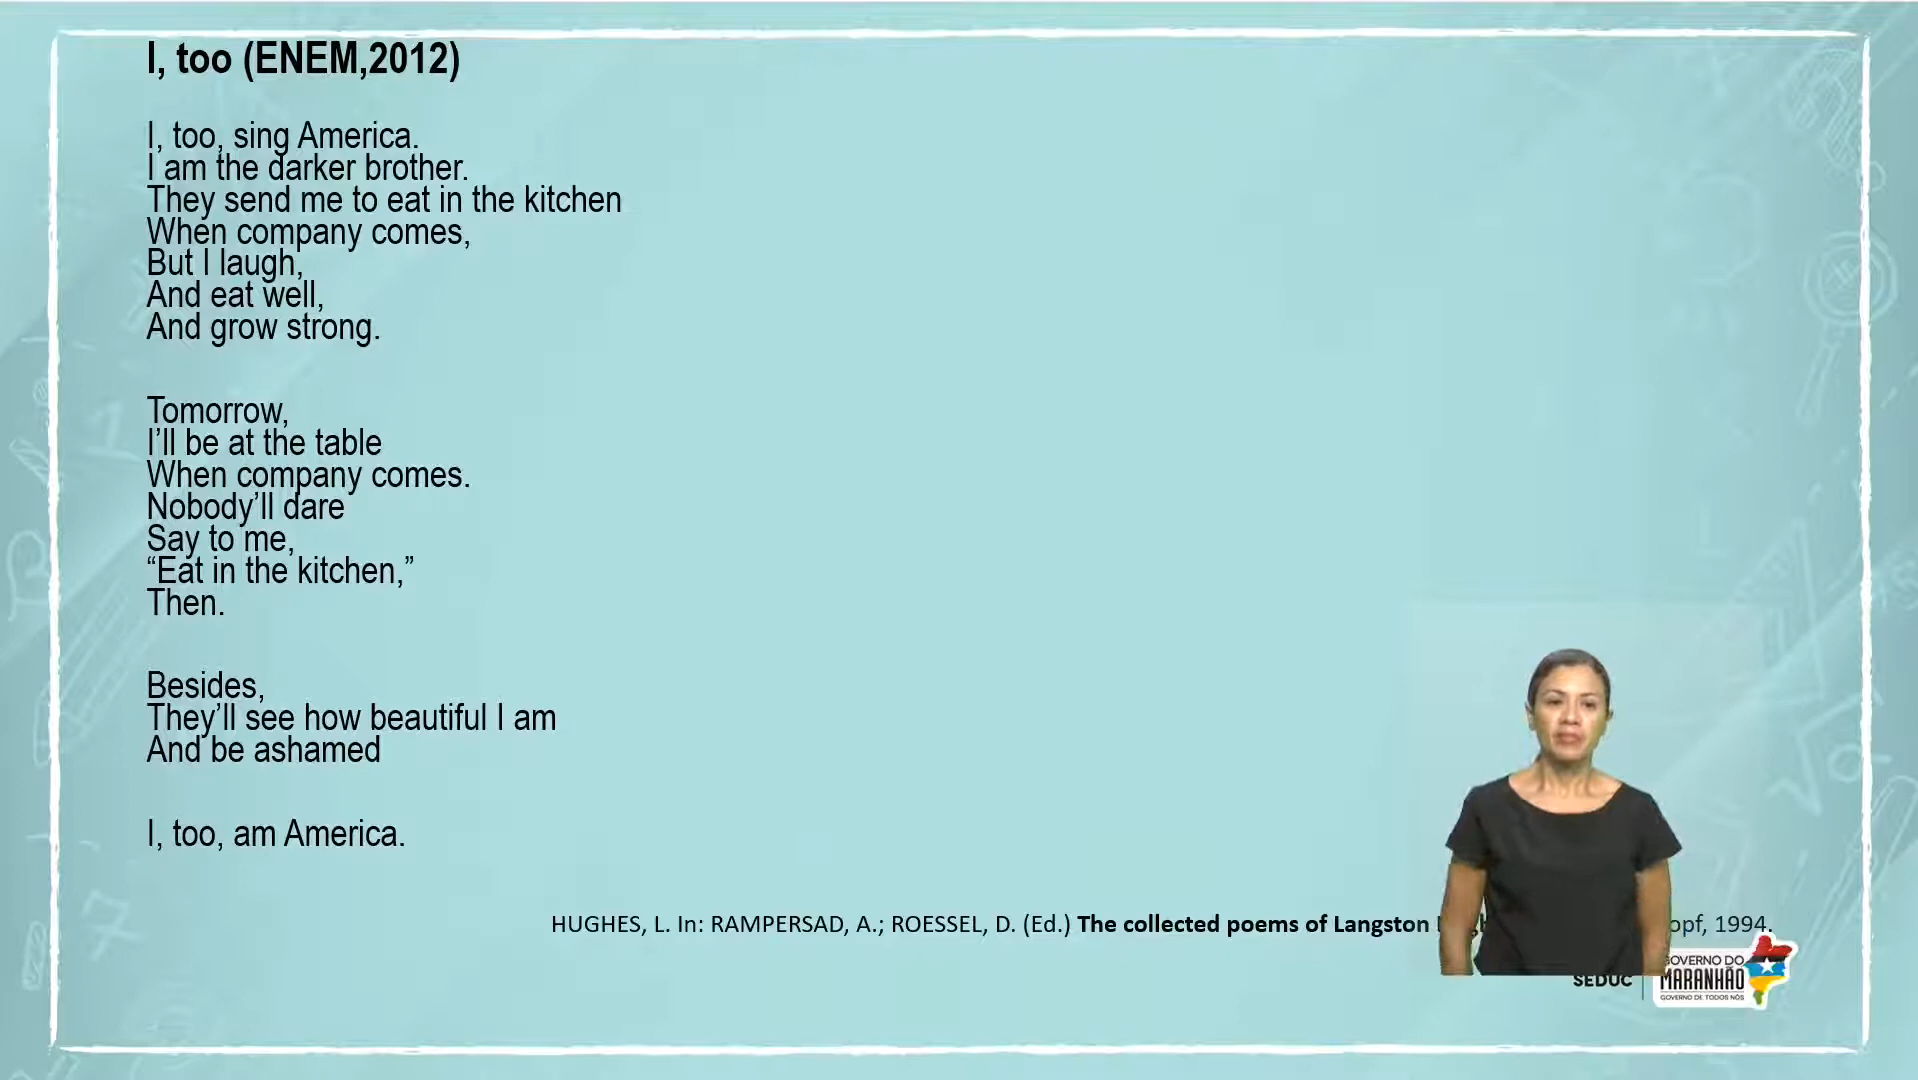 I, too (ENEM,2012)
I, too, sing America.
I am the darker brother.
They send me to eat in the kitchen
When company comes,
But I laugh,
And eat well,
And grow strong.
Tomorrow,
I’ll be at the table
When company comes.
Nobody’ll dare
Say to me,
“Eat in the kitchen,”
Then.
Besides,
They’ll see how beautiful I am
And be ashamed
I, too, am America.
HUGHES, L. In: RAMPERSAD, A.; ROESSEL, D. (Ed.) The collected poems of Langston 1994.
SEDUC
GOVERNO DO
MARANHÃO
GOVERNO DE TODOS NÓS